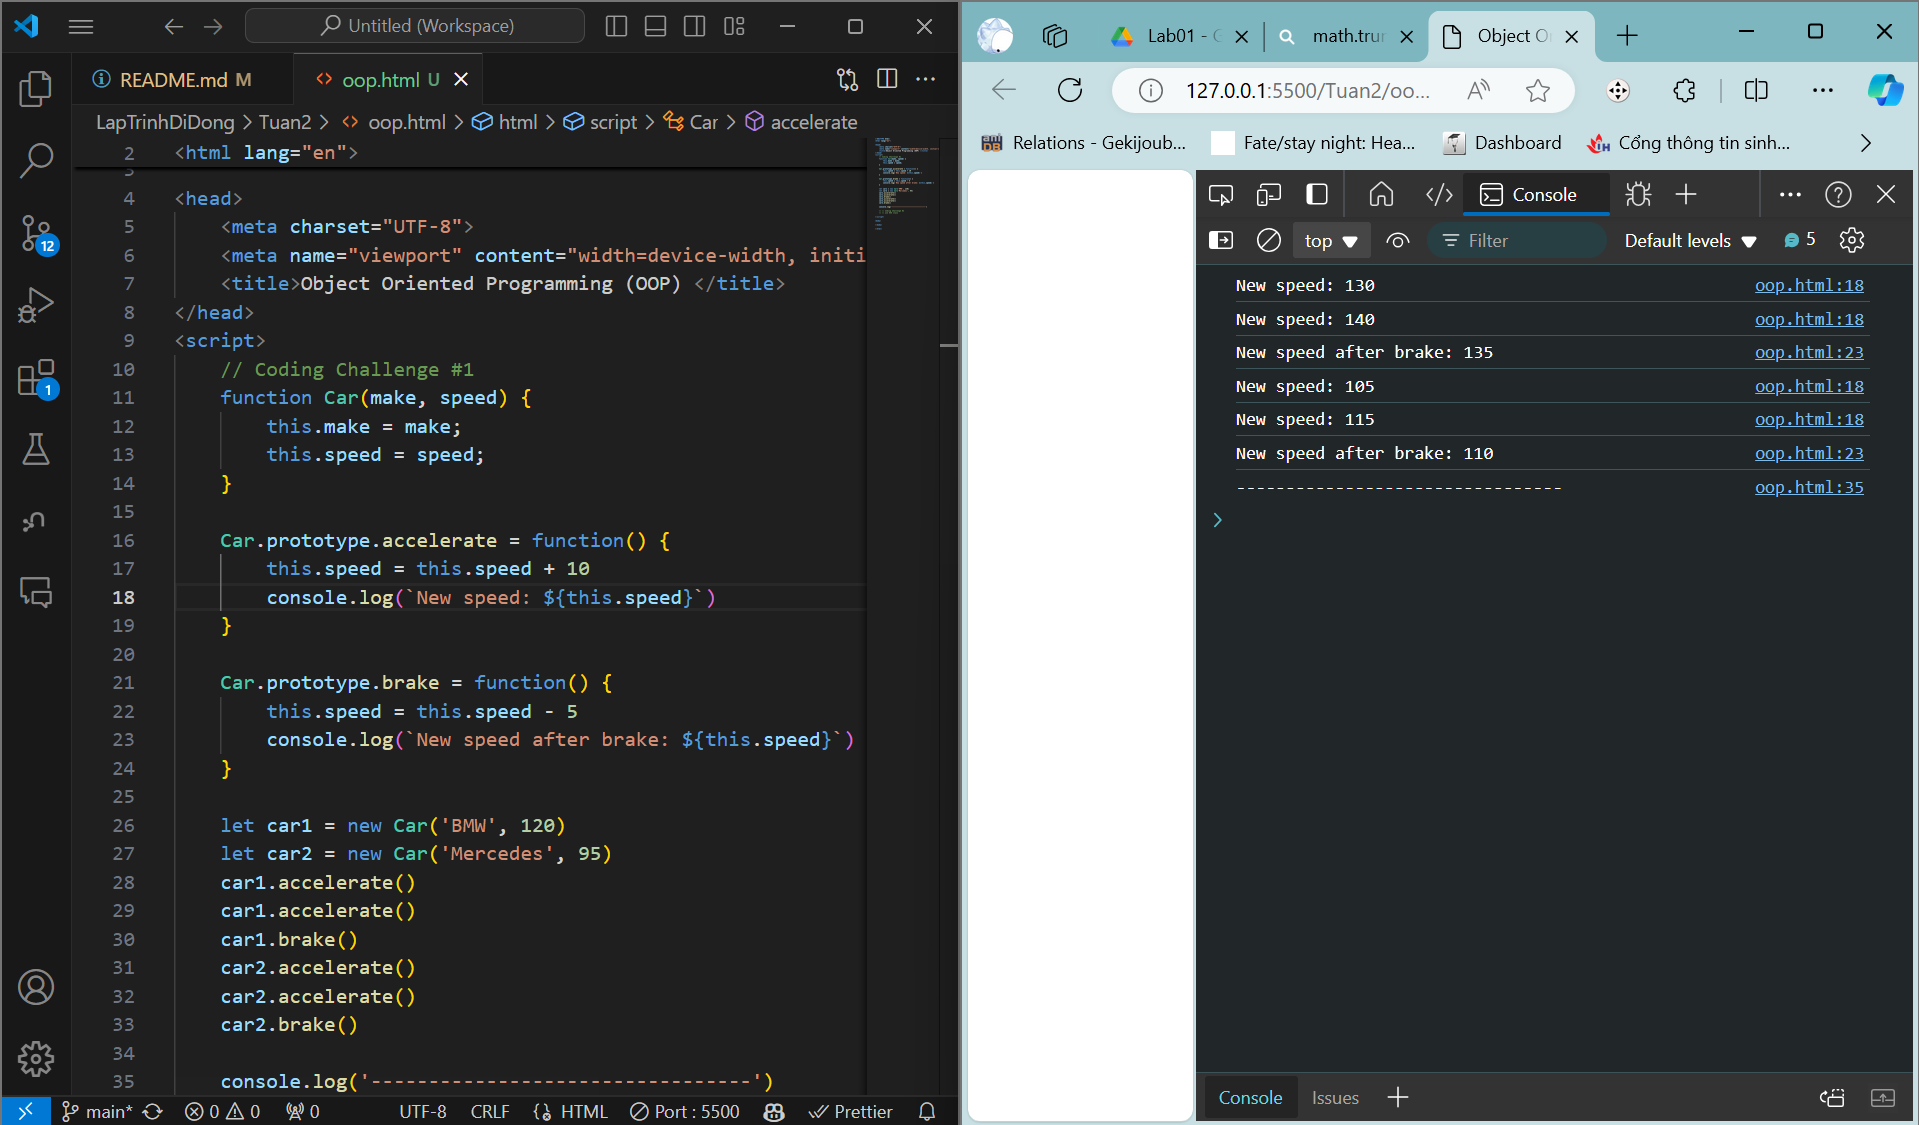 Untitled (Workspace)
README.md M
oop.html U
LapTrinhDiDong > Tuan2 > oop.html > html > script > Car > accelerate
2 <html lang="en">
3
4 <head>
5 <meta charset="UTF-8">
6 <meta name="viewport" content="width=device-width, initi
7 <title>Object Oriented Programming (OOP) </title>
8 </head>
9 <script>
10 // Coding Challenge #1
11 function Car(make, speed) {
12 this.make = make;
13 this.speed = speed;
14 }
15
16 Car.prototype.accelerate = function() {
17 this.speed = this.speed + 10
18 console.log(`New speed: ${this.speed}`)
19 }
20
21 Car.prototype.brake = function() {
22 this.speed = this.speed - 5
23 console.log(`New speed after brake: ${this.speed}`)
24 }
25
26 let car1 = new Car('BMW', 120)
27 let car2 = new Car('Mercedes', 95)
28 car1.accelerate()
29 car1.accelerate()
30 car1.brake()
31 car2.accelerate()
32 car2.accelerate()
33 car2.brake()
34
35 console.log('---------------------------------')
12
1
main* 0 0 0 UTF-8 CRLF HTML Port : 5500 Prettier
Lab01 - G
math.trun
Object O
127.0.0.1:5500/Tuan2/oo...
Relations - Gekijoub...
Fate/stay night: Hea...
Dashboard
Cổng thông tin sinh...
Console
top
Filter
Default levels
5
New speed: 130 oop.html:18
New speed: 140 oop.html:18
New speed after brake: 135 oop.html:23
New speed: 105 oop.html:18
New speed: 115 oop.html:18
New speed after brake: 110 oop.html:23
--------------------------------- oop.html:35
Console
Issues